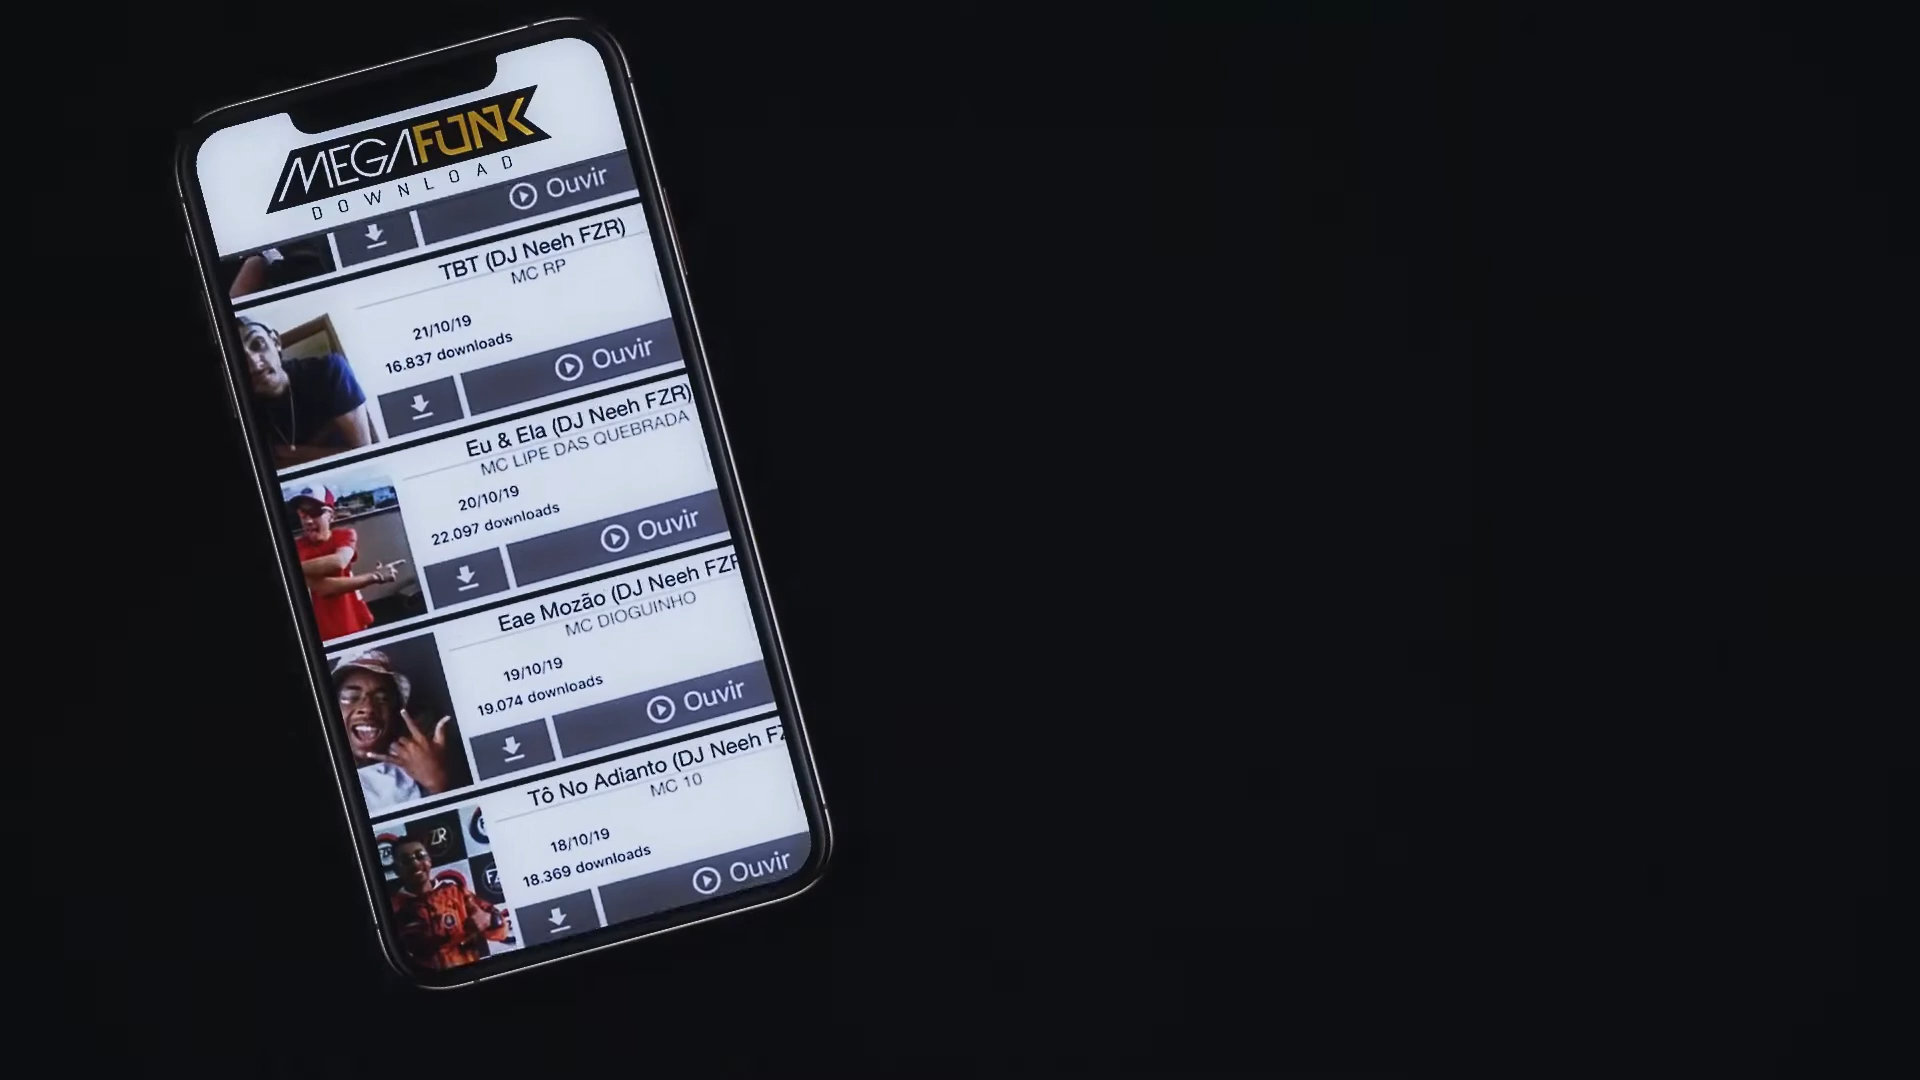 MEGAFUNK
DOWNLOAD
Ouvir
TBT (DJ Neeh FZR)
MC RP
21/10/19
16.837 downloads
Ouvir
Eu & Ela (DJ Neeh FZR)
MC LIPE DAS QUEBRADA
20/10/19
22.097 downloads
Ouvir
Eae Mozão (DJ Neeh FZR
MC DIOGUINHO
19/10/19
19.074 downloads
Ouvir
Tô No Adianto (DJ Neeh FZ
MC 10
18/10/19
18.369 downloads
Ouvir